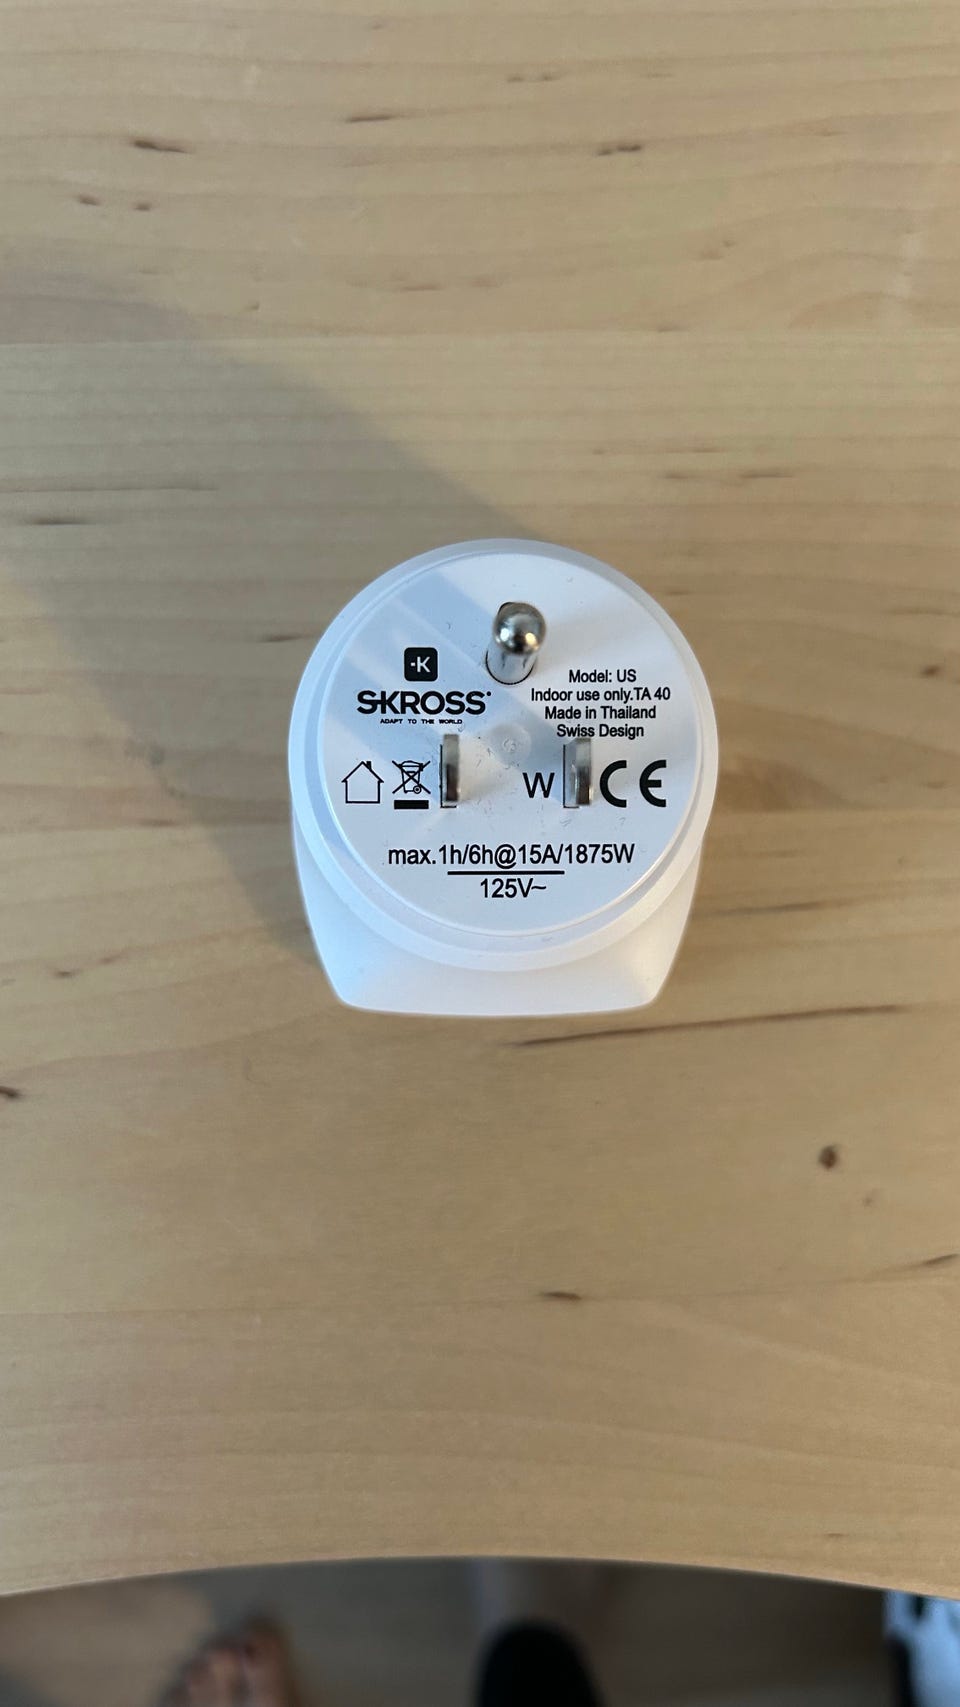 -K
SKROSS
ADAPT TO THE WORLD
Model: US
Indoor use only.TA 40
Made in Thailand
Swiss Design
W
CE
max.1h/6h@15A/1875W
125V~